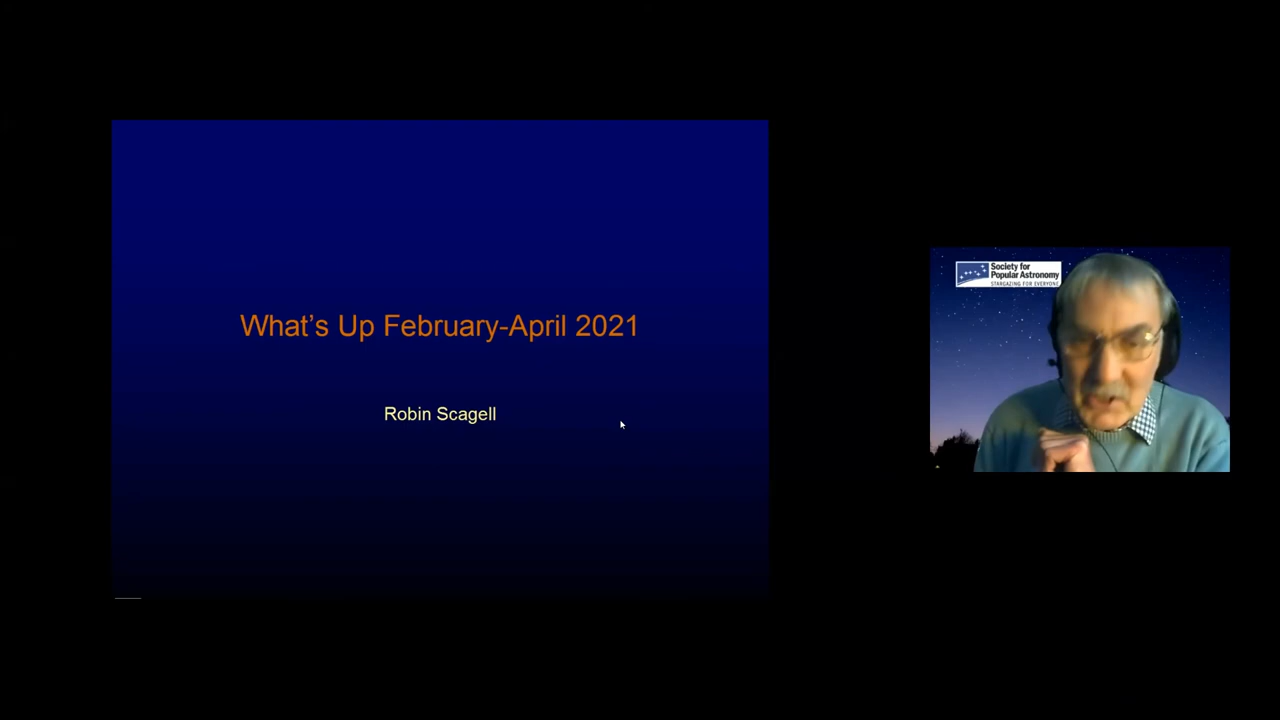 What's Up February-April 2021
Robin Scagell
Society for
Popular Astronomy
STARGAZING FOR EVERYONE